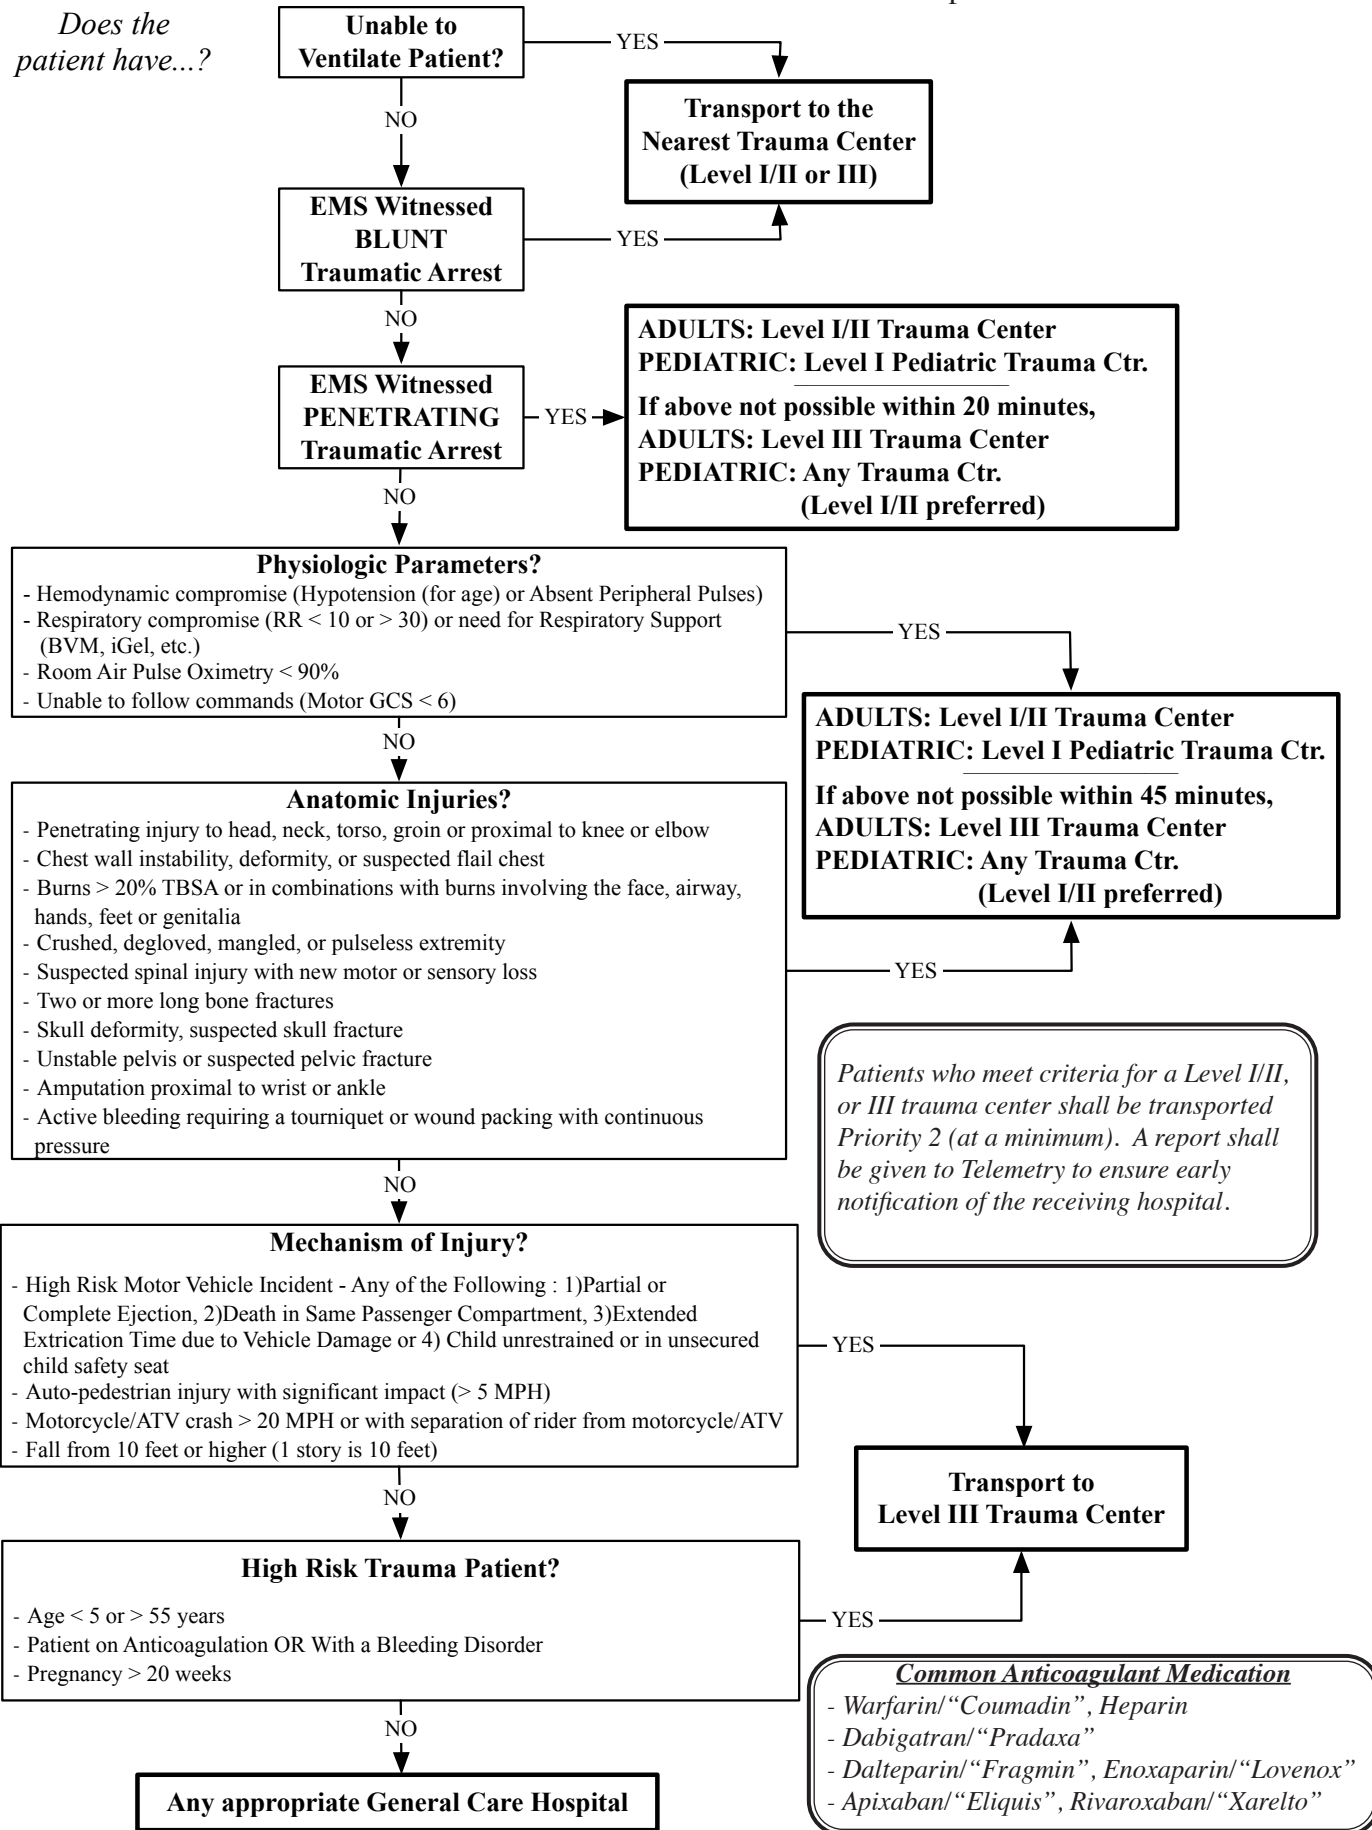 Does the
patient have...?
Unable to
Ventilate Patient?
YES
NO
Transport to the
Nearest Trauma Center
(Level I/II or III)
EMS Witnessed
BLUNT
Traumatic Arrest
YES
NO
EMS Witnessed
PENETRATING
Traumatic Arrest
YES
ADULTS: Level I/II Trauma Center
PEDIATRIC: Level I Pediatric Trauma Ctr.
If above not possible within 20 minutes,
ADULTS: Level III Trauma Center
PEDIATRIC: Any Trauma Ctr.
(Level I/II preferred)
NO
Physiologic Parameters?
- Hemodynamic compromise (Hypotension (for age) or Absent Peripheral Pulses)
- Respiratory compromise (RR < 10 or > 30) or need for Respiratory Support
(BVM, iGel, etc.)
- Room Air Pulse Oximetry < 90%
- Unable to follow commands (Motor GCS < 6)
YES
NO
ADULTS: Level I/II Trauma Center
PEDIATRIC: Level I Pediatric Trauma Ctr.
If above not possible within 45 minutes,
ADULTS: Level III Trauma Center
PEDIATRIC: Any Trauma Ctr.
(Level I/II preferred)
Anatomic Injuries?
- Penetrating injury to head, neck, torso, groin or proximal to knee or elbow
- Chest wall instability, deformity, or suspected flail chest
- Burns > 20% TBSA or in combinations with burns involving the face, airway,
hands, feet or genitalia
- Crushed, degloved, mangled, or pulseless extremity
- Suspected spinal injury with new motor or sensory loss
- Two or more long bone fractures
- Skull deformity, suspected skull fracture
- Unstable pelvis or suspected pelvic fracture
- Amputation proximal to wrist or ankle
- Active bleeding requiring a tourniquet or wound packing with continuous
pressure
YES
NO
Patients who meet criteria for a Level I/II,
or III trauma center shall be transported
Priority 2 (at a minimum). A report shall
be given to Telemetry to ensure early
notification of the receiving hospital.
Mechanism of Injury?
- High Risk Motor Vehicle Incident - Any of the Following : 1)Partial or
Complete Ejection, 2)Death in Same Passenger Compartment, 3)Extended
Extrication Time due to Vehicle Damage or 4) Child unrestrained or in unsecured
child safety seat
- Auto-pedestrian injury with significant impact (> 5 MPH)
- Motorcycle/ATV crash > 20 MPH or with separation of rider from motorcycle/ATV
- Fall from 10 feet or higher (1 story is 10 feet)
YES
NO
Transport to
Level III Trauma Center
High Risk Trauma Patient?
- Age < 5 or > 55 years
- Patient on Anticoagulation OR With a Bleeding Disorder
- Pregnancy > 20 weeks
YES
NO
Common Anticoagulant Medication
- Warfarin/“Coumadin”, Heparin
- Dabigatran/“Pradaxa”
- Dalteparin/“Fragmin”, Enoxaparin/“Lovenox”
- Apixaban/“Eliquis”, Rivaroxaban/“Xarelto”
Any appropriate General Care Hospital